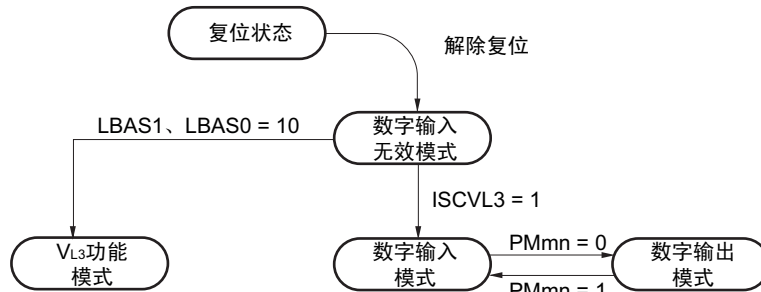 复位状态
解除复位
LBAS1、LBAS0 = 10
数字输入
无效模式
ISCVL3 = 1
VL3功能
模式
数字输入
模式
PMmn = 0
PMmn = 1
数字输出
模式